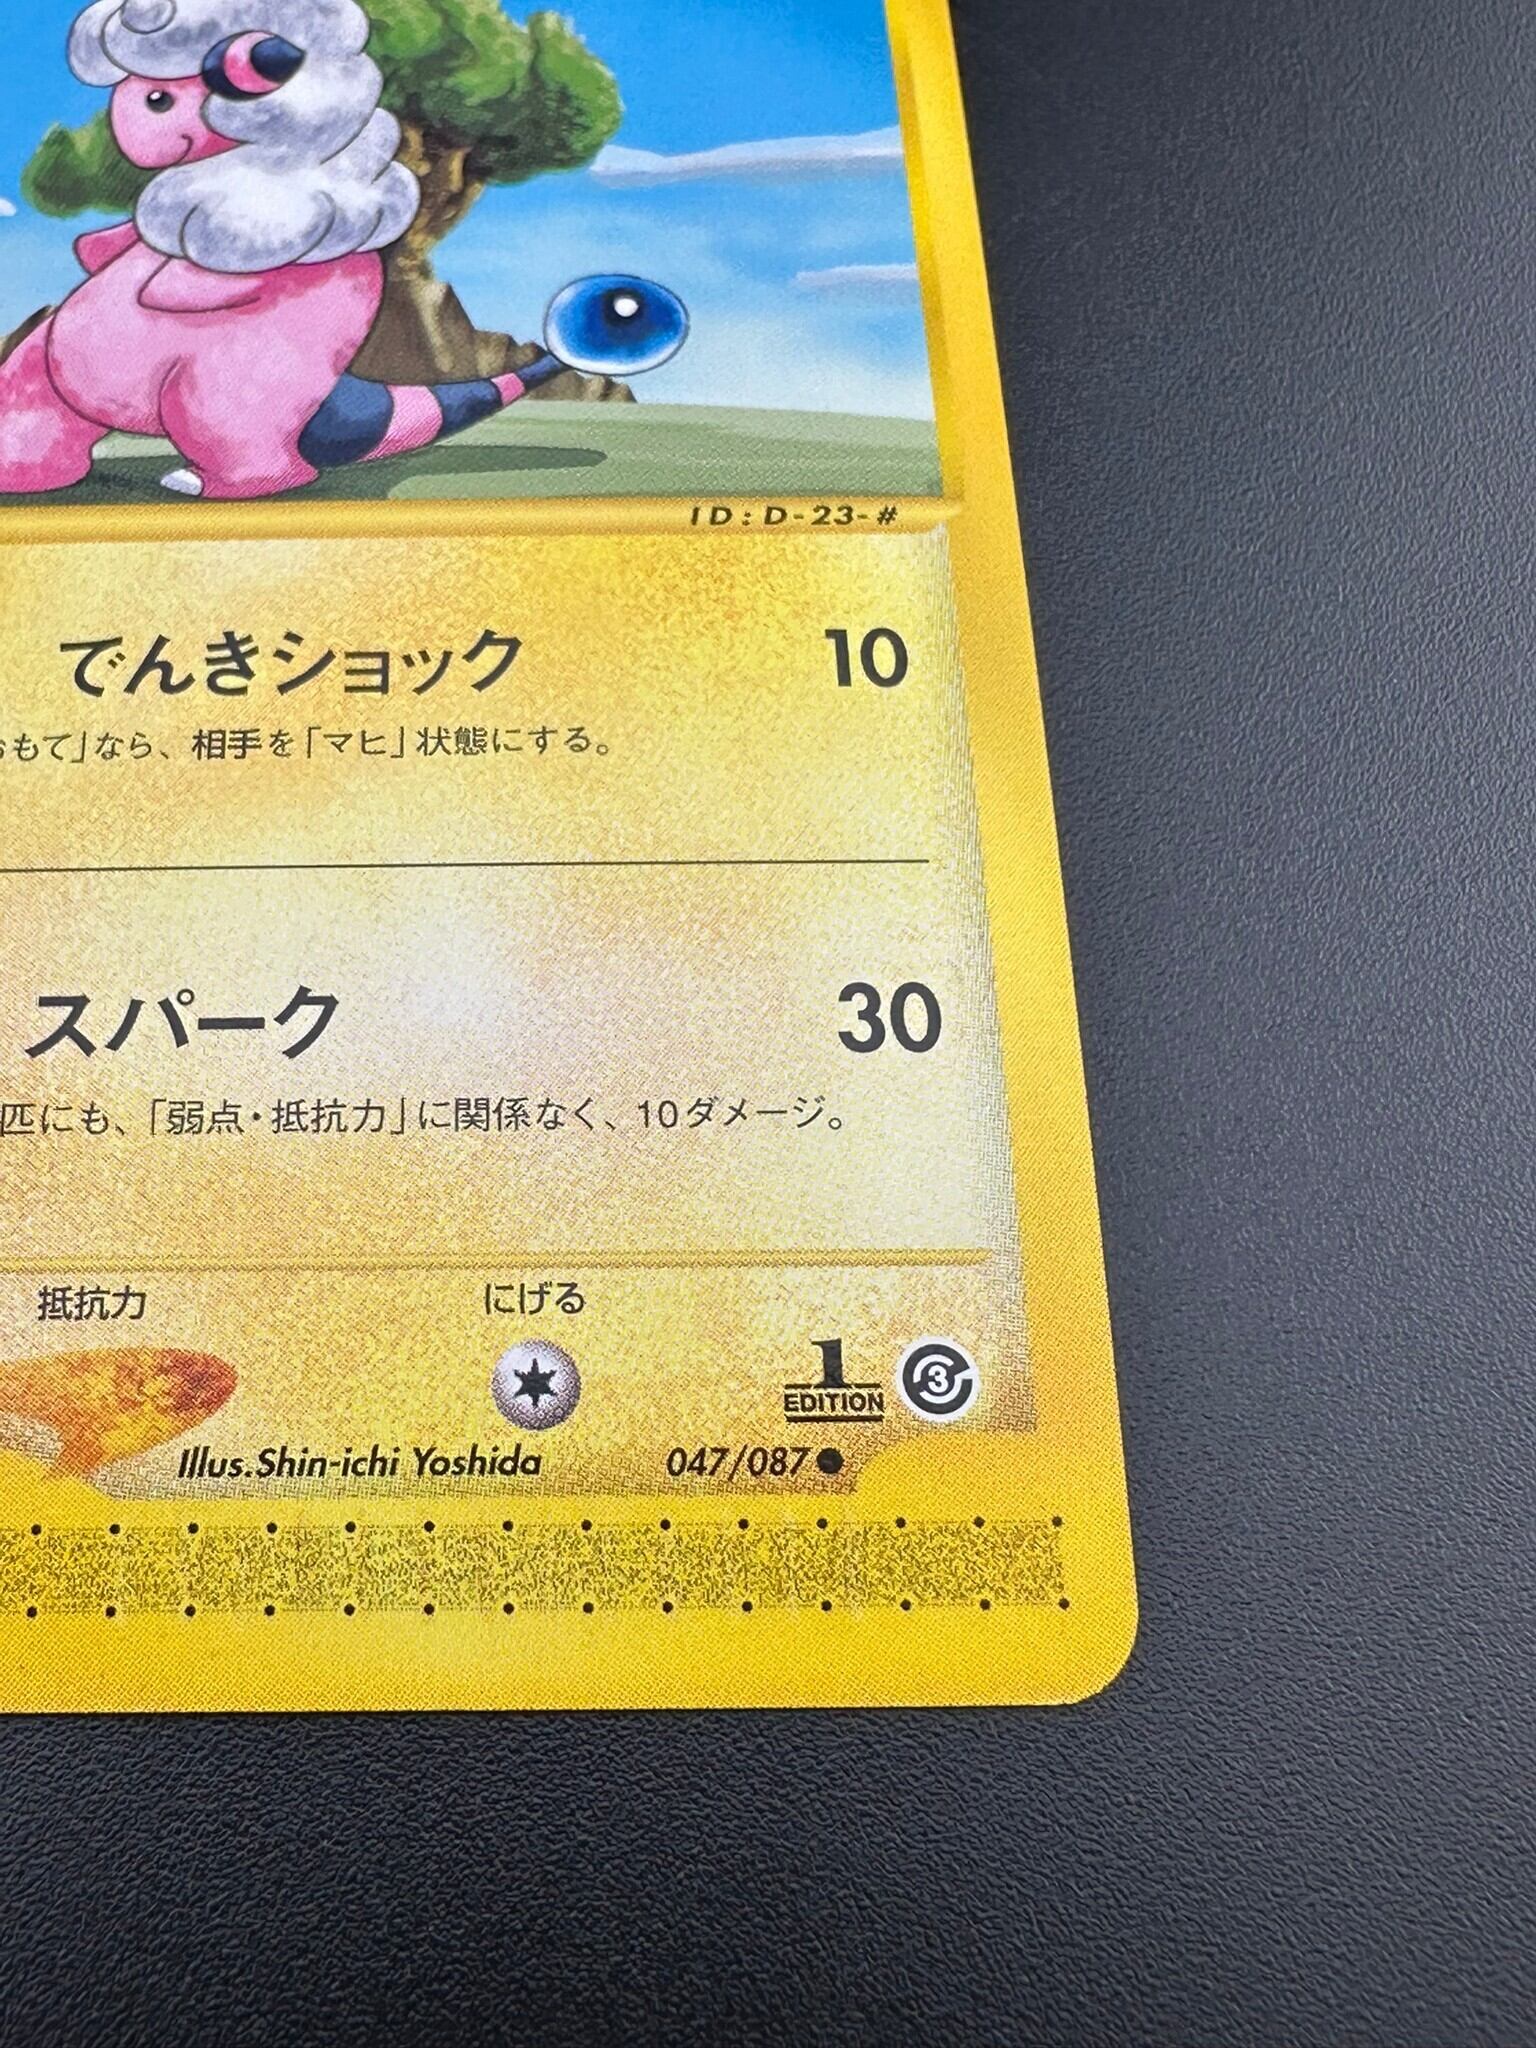 ID:D-23-#
でんきショック 10
おもて」なら、相手を「マヒ」状態にする。
スパーク 30
匹にも、「弱点・抵抗力」に関係なく、10ダメージ。
抵抗力 にげる
1 EDITION 3
Illus.Shin-ichi Yoshida 047/087●